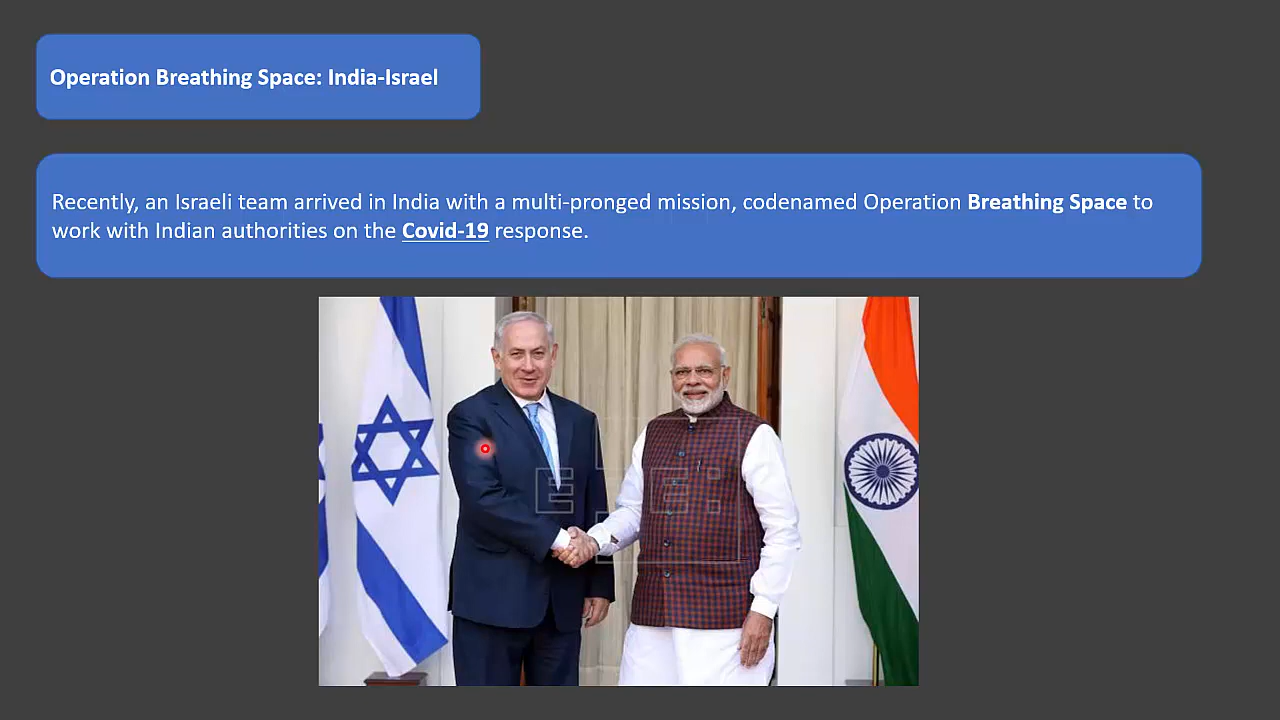 Operation Breathing Space: India-Israel
Recently, an Israeli team arrived in India with a multi-pronged mission, codenamed Operation Breathing Space to
work with Indian authorities on the Covid-19 response.
EFE: